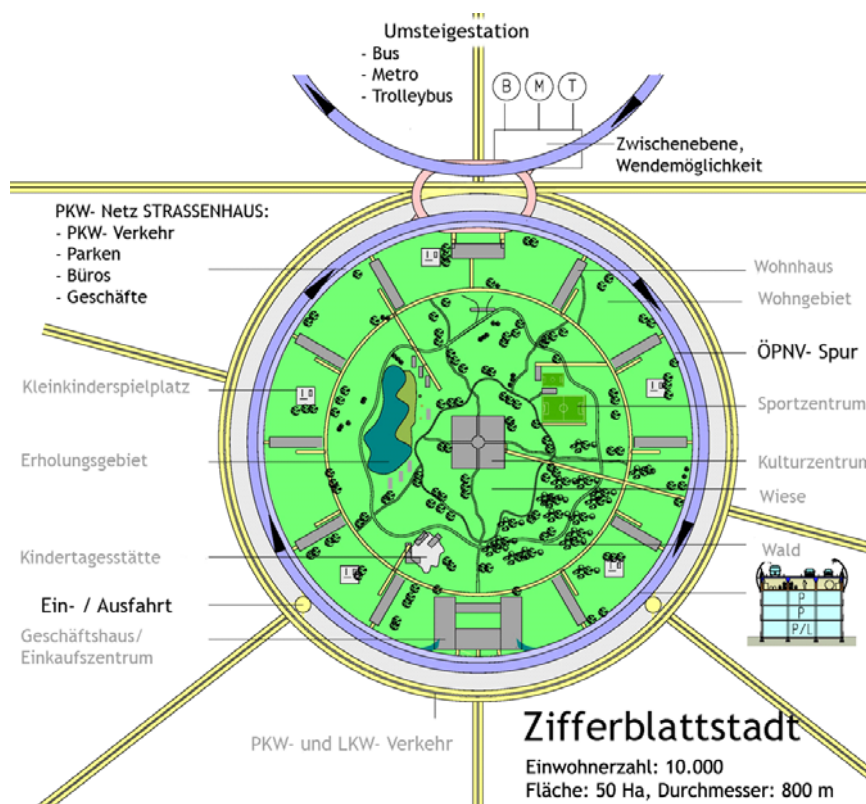 Umsteigestation
- Bus
- Metro
- Trolleybus
B M T
Zwischenebene,
Wendemöglichkeit
PKW- Netz STRASSENHAUS:
- PKW- Verkehr
- Parken
- Büros
- Geschäfte
Wohnhaus
Wohngebiet
ÖPNV- Spur
Kleinkinderspielplatz
Sportzentrum
Erholungsgebiet
Kulturzentrum
Wiese
Kindertagesstätte
Wald
Ein- / Ausfahrt
P
P
P/L
Geschäftshaus/
Einkaufszentrum
PKW- und LKW- Verkehr
Zifferblattstadt
Einwohnerzahl: 10.000
Fläche: 50 Ha, Durchmesser: 800 m